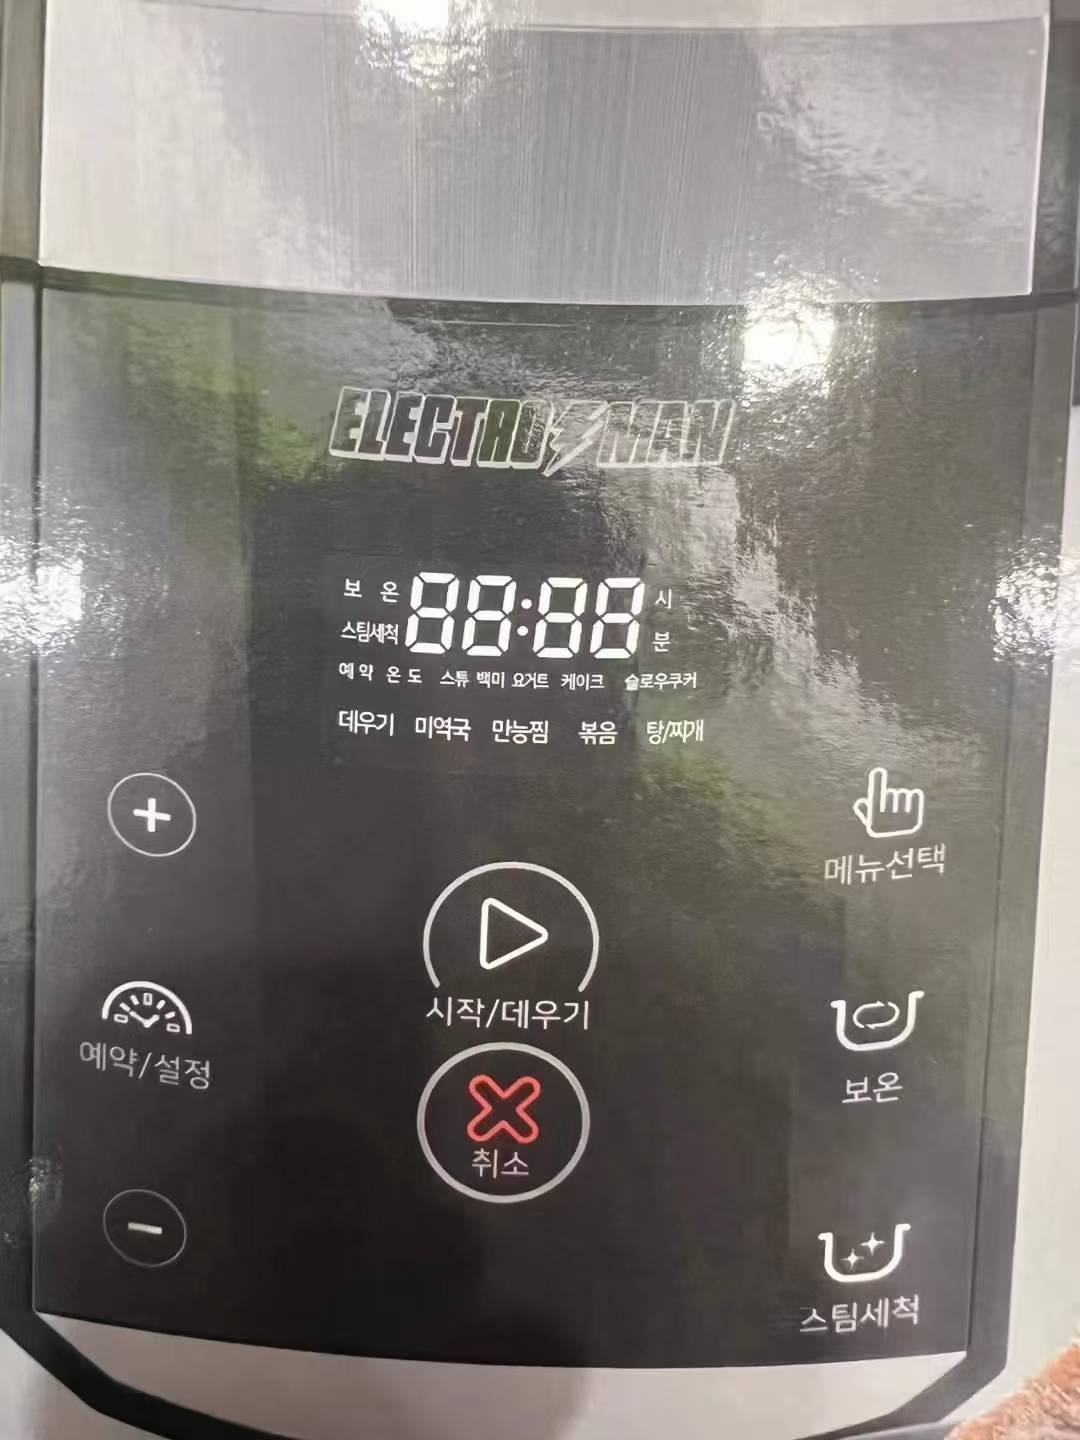 ELECTRO MAN
보 온 88:88 시
스팀세척 분
예약 온도 스튜 백미 요거트 케이크 슬로우쿠커
데우기 미역국 만능찜 볶음 탕/찌개
+
메뉴선택
시작/데우기
예약/설정
보온
취소
-
스팀세척